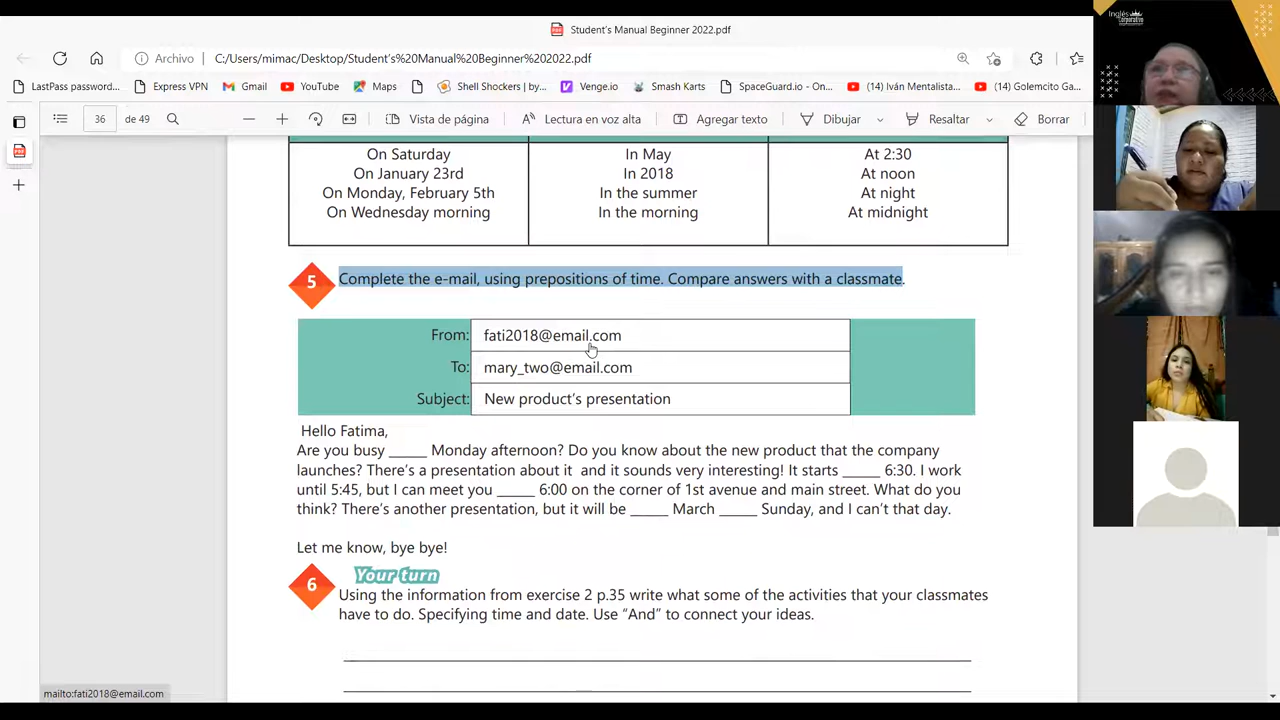 Student's Manual Beginner 2022.pdf
Archivo C:/Users/mimac/Desktop/Student's%20Manual%20Beginner%202022.pdf
LastPass password... Express VPN Gmail YouTube Maps Shell Shockers | by... Venge.io Smash Karts SpaceGuard.io - On... (14) Iván Mentalista... (14) Golemcito Ga...
36 de 49 Vista de página Lectura en voz alta Agregar texto Dibujar Resaltar Borrar
On Saturday In May At 2:30
On January 23rd In 2018 At noon
On Monday, February 5th In the summer At night
On Wednesday morning In the morning At midnight
5 Complete the e-mail, using prepositions of time. Compare answers with a classmate.
From: fati2018@email.com
To: mary_two@email.com
Subject: New product's presentation
Hello Fatima,
Are you busy _____ Monday afternoon? Do you know about the new product that the company
launches? There's a presentation about it and it sounds very interesting! It starts _____ 6:30. I work
until 5:45, but I can meet you _____ 6:00 on the corner of 1st avenue and main street. What do you
think? There's another presentation, but it will be _____ March _____ Sunday, and I can't that day.
Let me know, bye bye!
Your turn
6 Using the information from exercise 2 p.35 write what some of the activities that your classmates
have to do. Specifying time and date. Use “And” to connect your ideas.
mailto:fati2018@email.com
Inglés
Corporativo